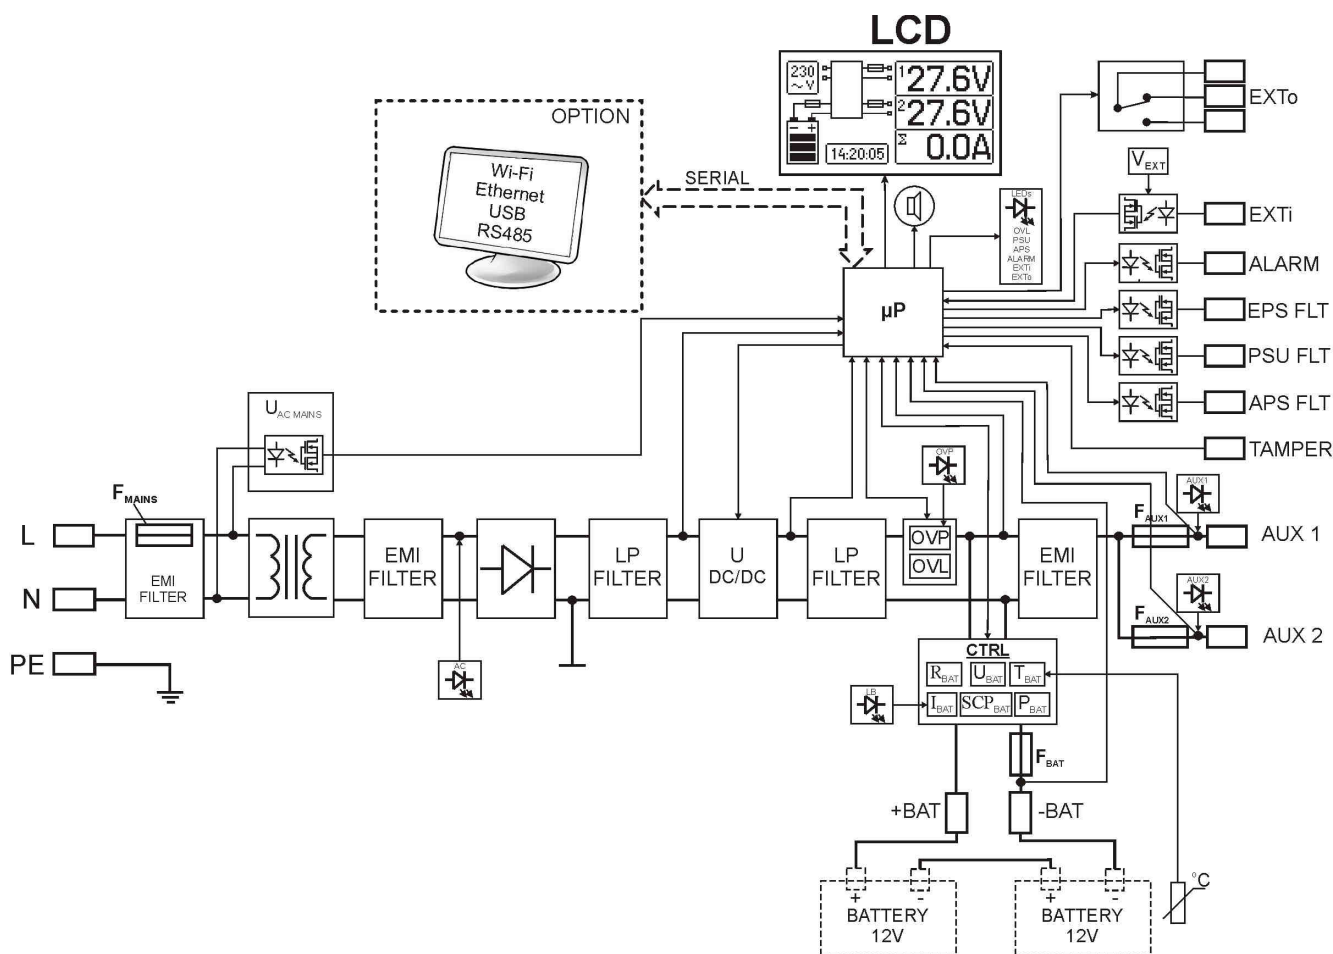 LCD
230
~ V
1 27.6V
2 27.6V
Σ 0.0A
14:20:05
- +
OPTION
Wi-Fi
Ethernet
USB
RS485
SERIAL
LEDs
OVL
PSU
APS
ALARM
EXTi
EXTo
EXTo
VEXT
EXTi
ALARM
EPS FLT
PSU FLT
APS FLT
TAMPER
µP
UAC MAINS
FMAINS
L
N
PE
EMI
FILTER
EMI
FILTER
AC
LP
FILTER
U
DC/DC
LP
FILTER
OVP
OVP
OVL
EMI
FILTER
FAUX1
AUX1
AUX 1
FAUX2
AUX2
AUX 2
CTRL
RBAT UBAT TBAT
IBAT SCPBAT PBAT
LB
FBAT
+BAT
-BAT
°C
+ -
BATTERY
12V
+ -
BATTERY
12V